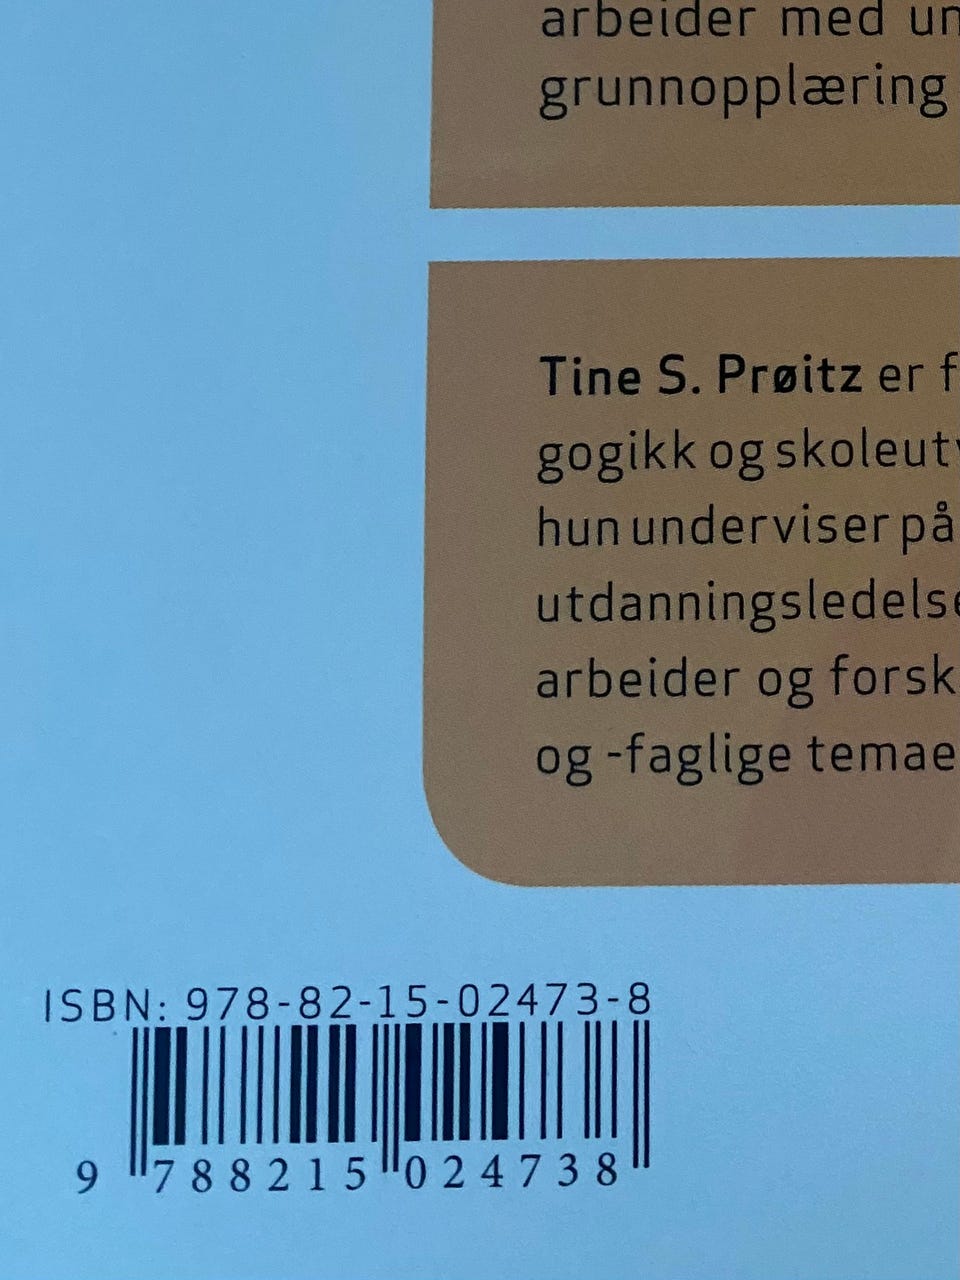 arbeider med un
grunnopplæring
Tine S. Prøitz er f
gogikk og skoleutv
hun underviser på
utdanningsledelse
arbeider og forsk
og -faglige temae
ISBN: 978-82-15-02473-8
9 788215 024738